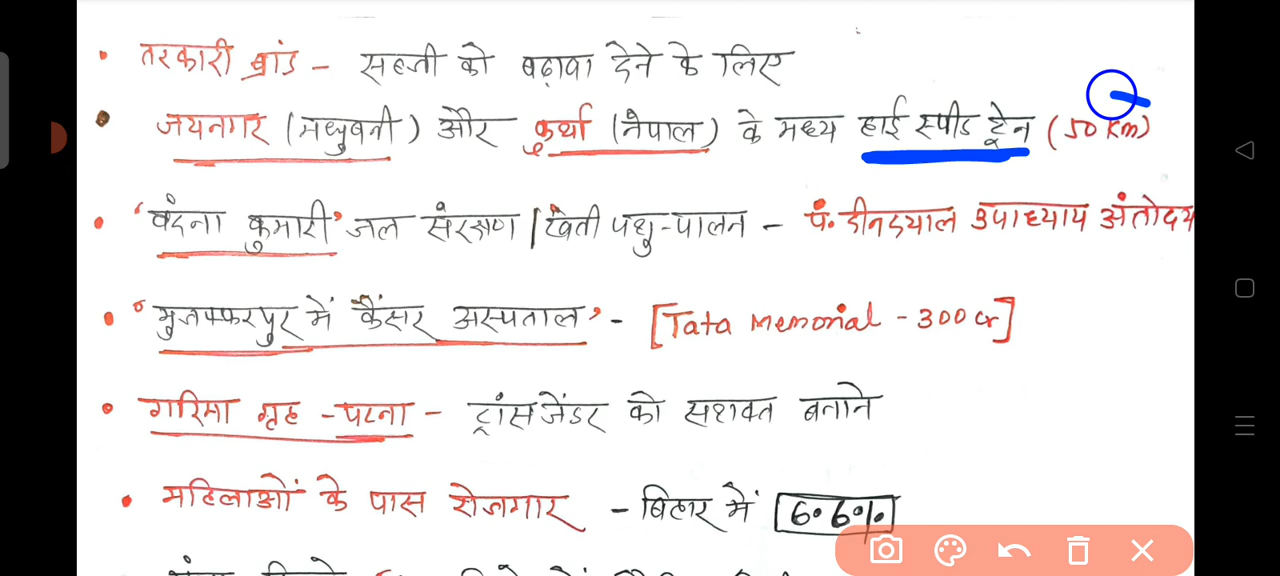 तरकारी ब्रांड - सब्जी को बढ़ावा देने के लिए
जयनगर (मधुबनी) और कुर्था (नेपाल) के मध्य हाई स्पीड ट्रेन (50 Km)
'वंदना कुमारी' जल संरक्षण / खेती पशु-पालन - पं. दीनदयाल उपाध्याय अंतोदय
'मुजफ्फरपुर में कैंसर अस्पताल' - [Tata Memorial - 300 Cr]
गरिमा गृह - पटना - ट्रांसजेंडर को सशक्त बनाने
महिलाओं के पास रोजगार - बिहार में 6.6%